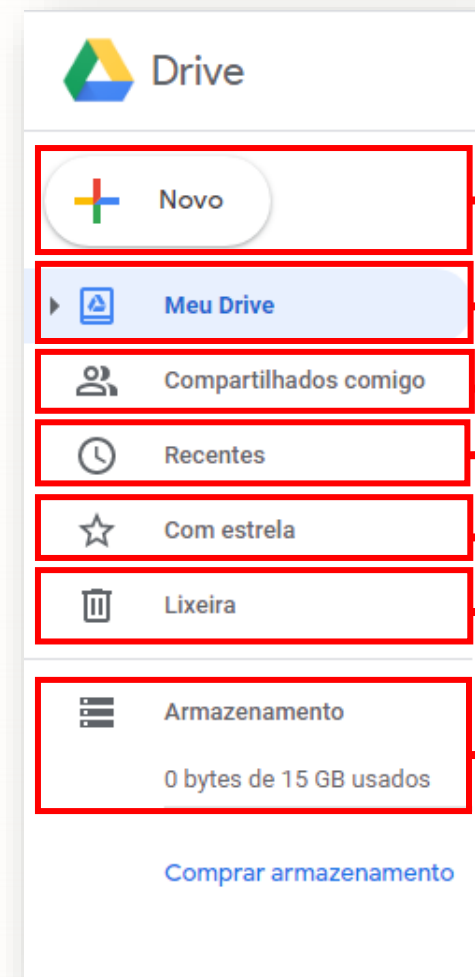 Drive
Novo
Meu Drive
Compartilhados comigo
Recentes
Com estrela
Lixeira
Armazenamento
0 bytes de 15 GB usados
Comprar armazenamento